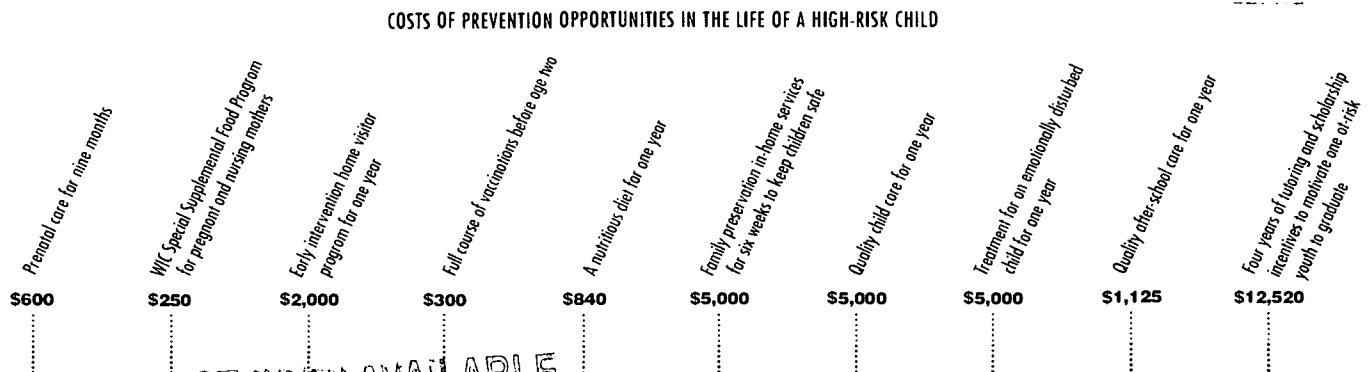 COSTS OF PREVENTION OPPORTUNITIES IN THE LIFE OF A HIGH-RISK CHILD
Prenatal care for nine months
$600
WIC Special Supplemental Food Program
for pregnant and nursing mothers
$250
Early intervention home visitor
program for one year
$2,000
Full course of vaccinations before age two
$300
A nutritious diet for one year
$840
Family preservation in-home services
for six weeks to keep children safe
$5,000
Quality child care for one year
$5,000
Treatment for an emotionally disturbed
child for one year
$5,000
Quality after-school care for one year
$1,125
Four years of tutoring and scholarship
incentives to motivate one at-risk
youth to graduate
$12,520